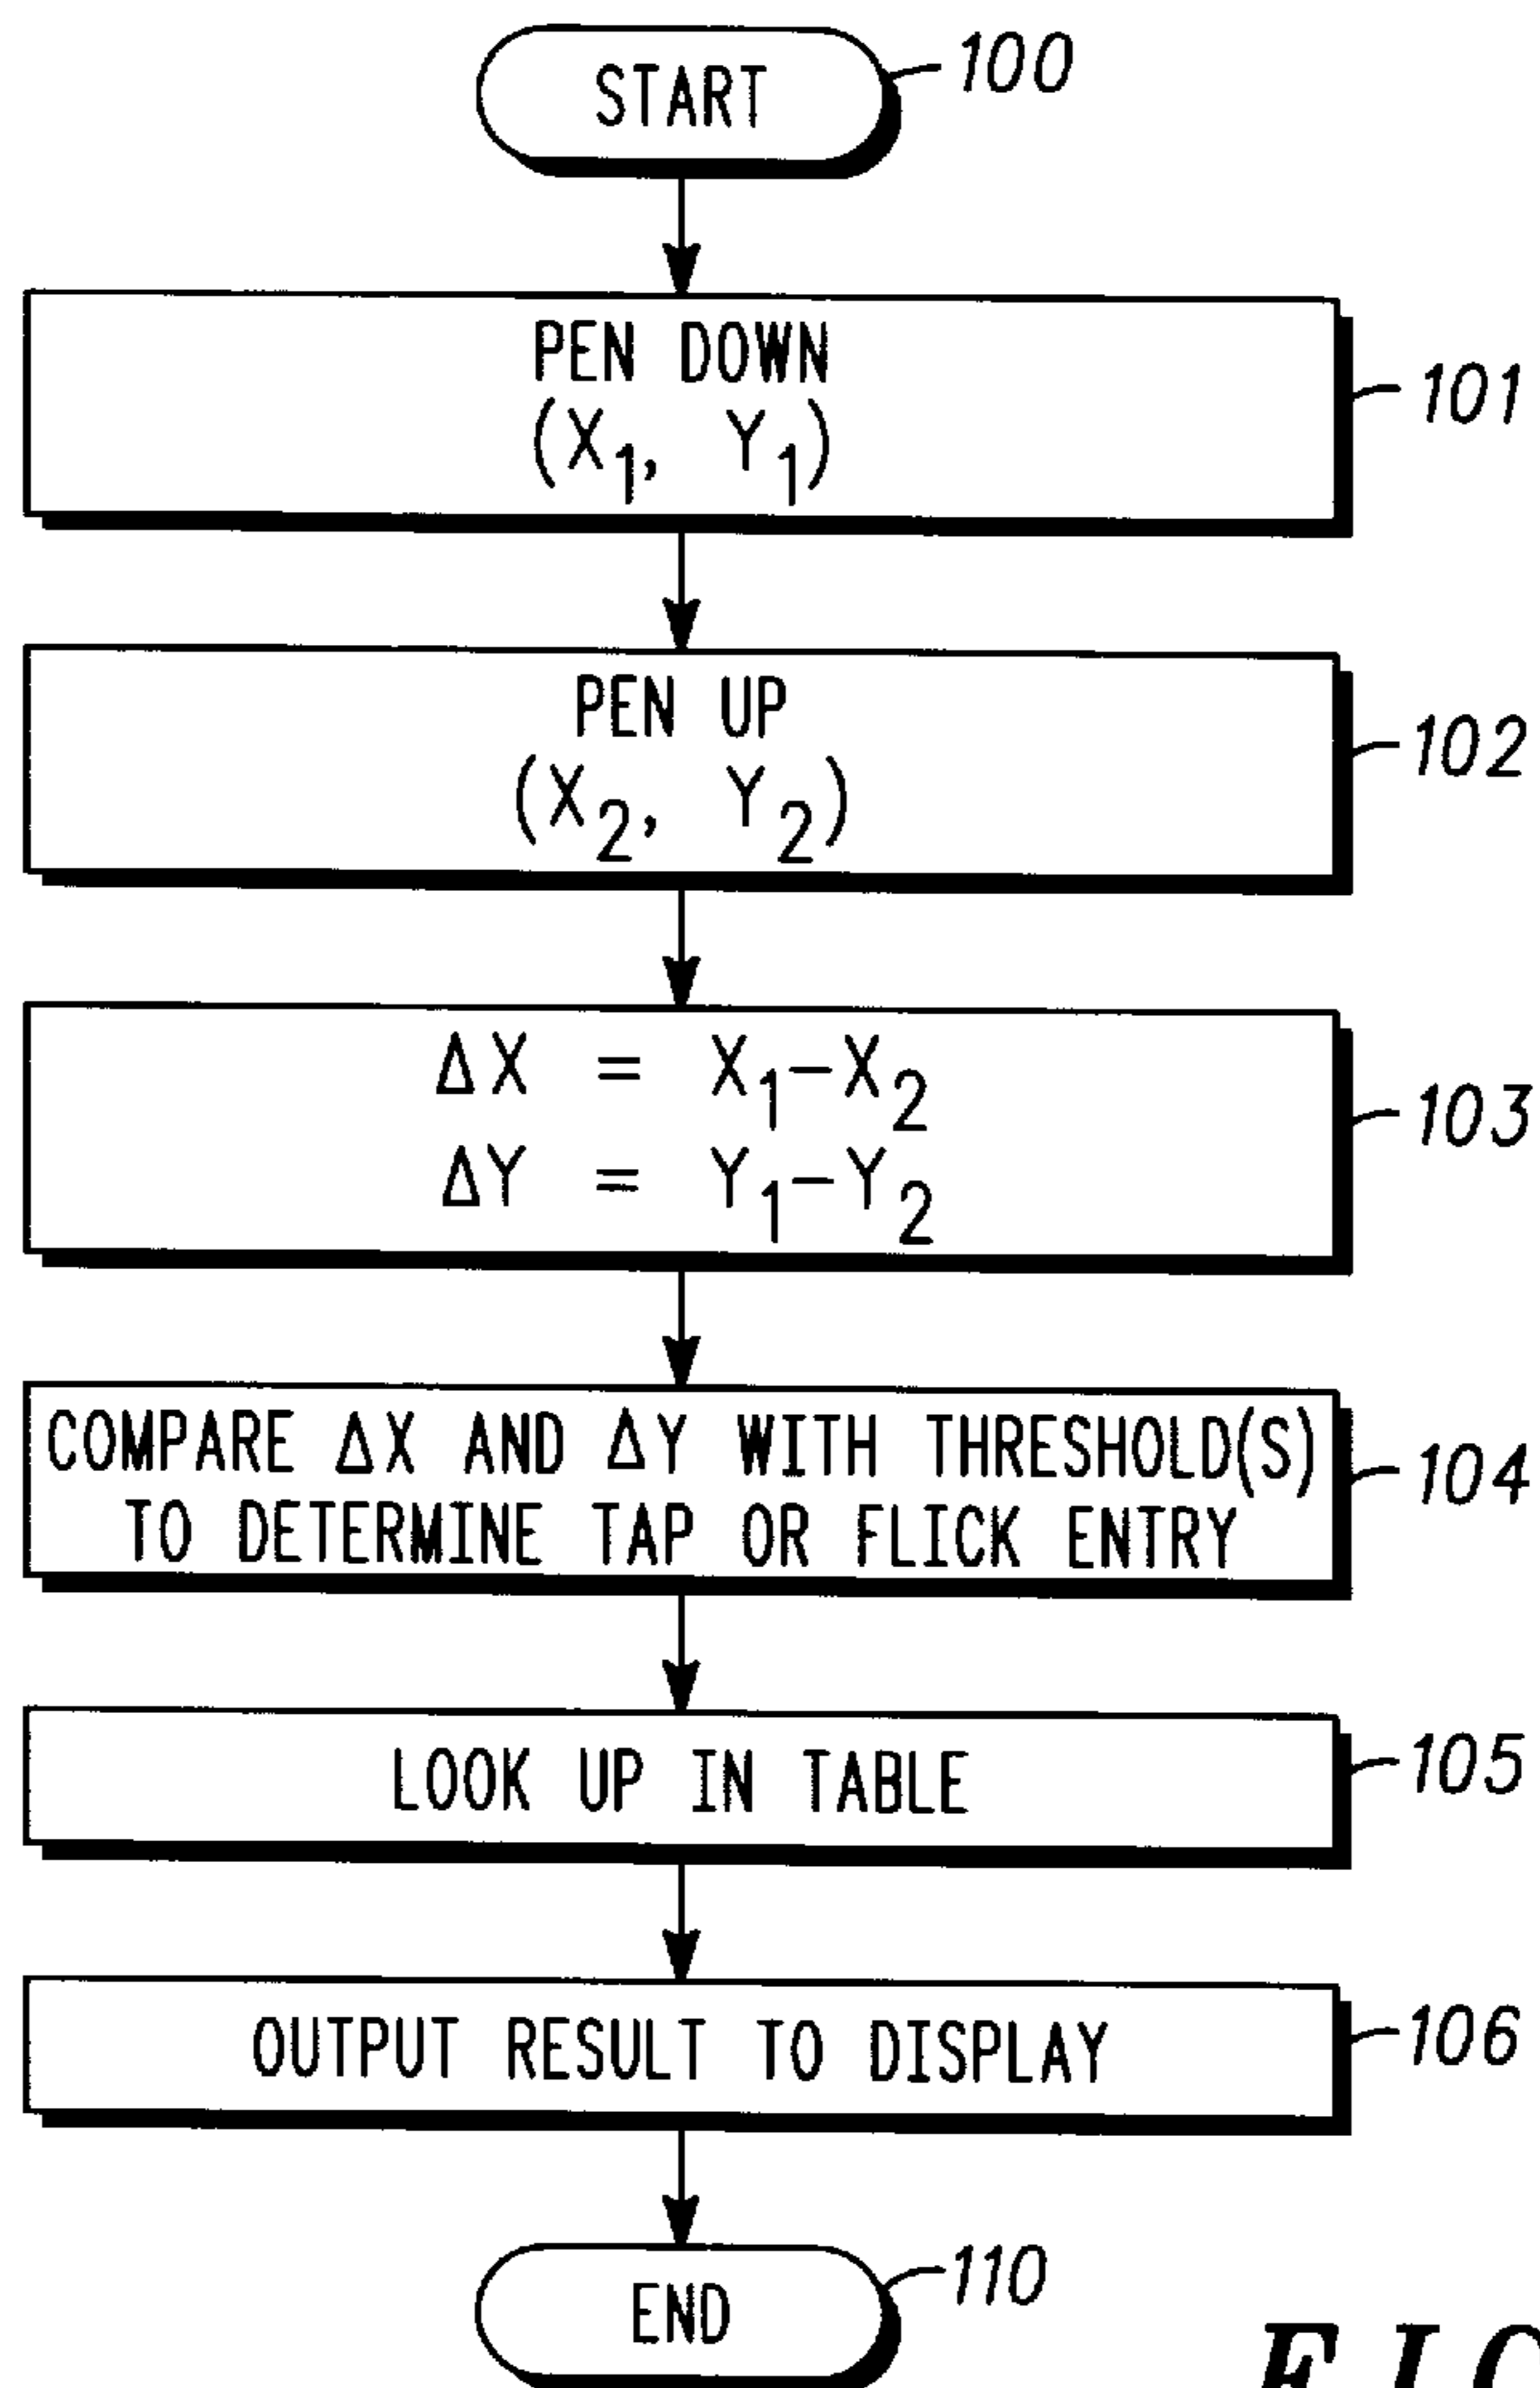 START
100
PEN DOWN
(X₁, Y₁)
101
PEN UP
(X₂, Y₂)
102
ΔX = X₁-X₂
ΔY = Y₁-Y₂
103
COMPARE ΔX AND ΔY WITH THRESHOLD(S)
TO DETERMINE TAP OR FLICK ENTRY
104
LOOK UP IN TABLE
105
OUTPUT RESULT TO DISPLAY
106
END
110